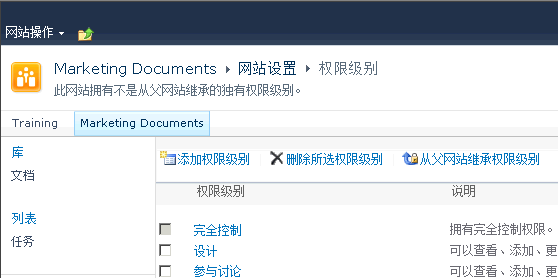 网站操作
Marketing Documents 网站设置 权限级别
此网站拥有不是从父网站继承的独有权限级别。
Training Marketing Documents
库
文档
列表
任务
添加权限级别 删除所选权限级别 从父网站继承权限级别
权限级别 说明
完全控制 拥有完全控制权限。
设计 可以查看、添加、更
参与讨论 可以查看、添加、更